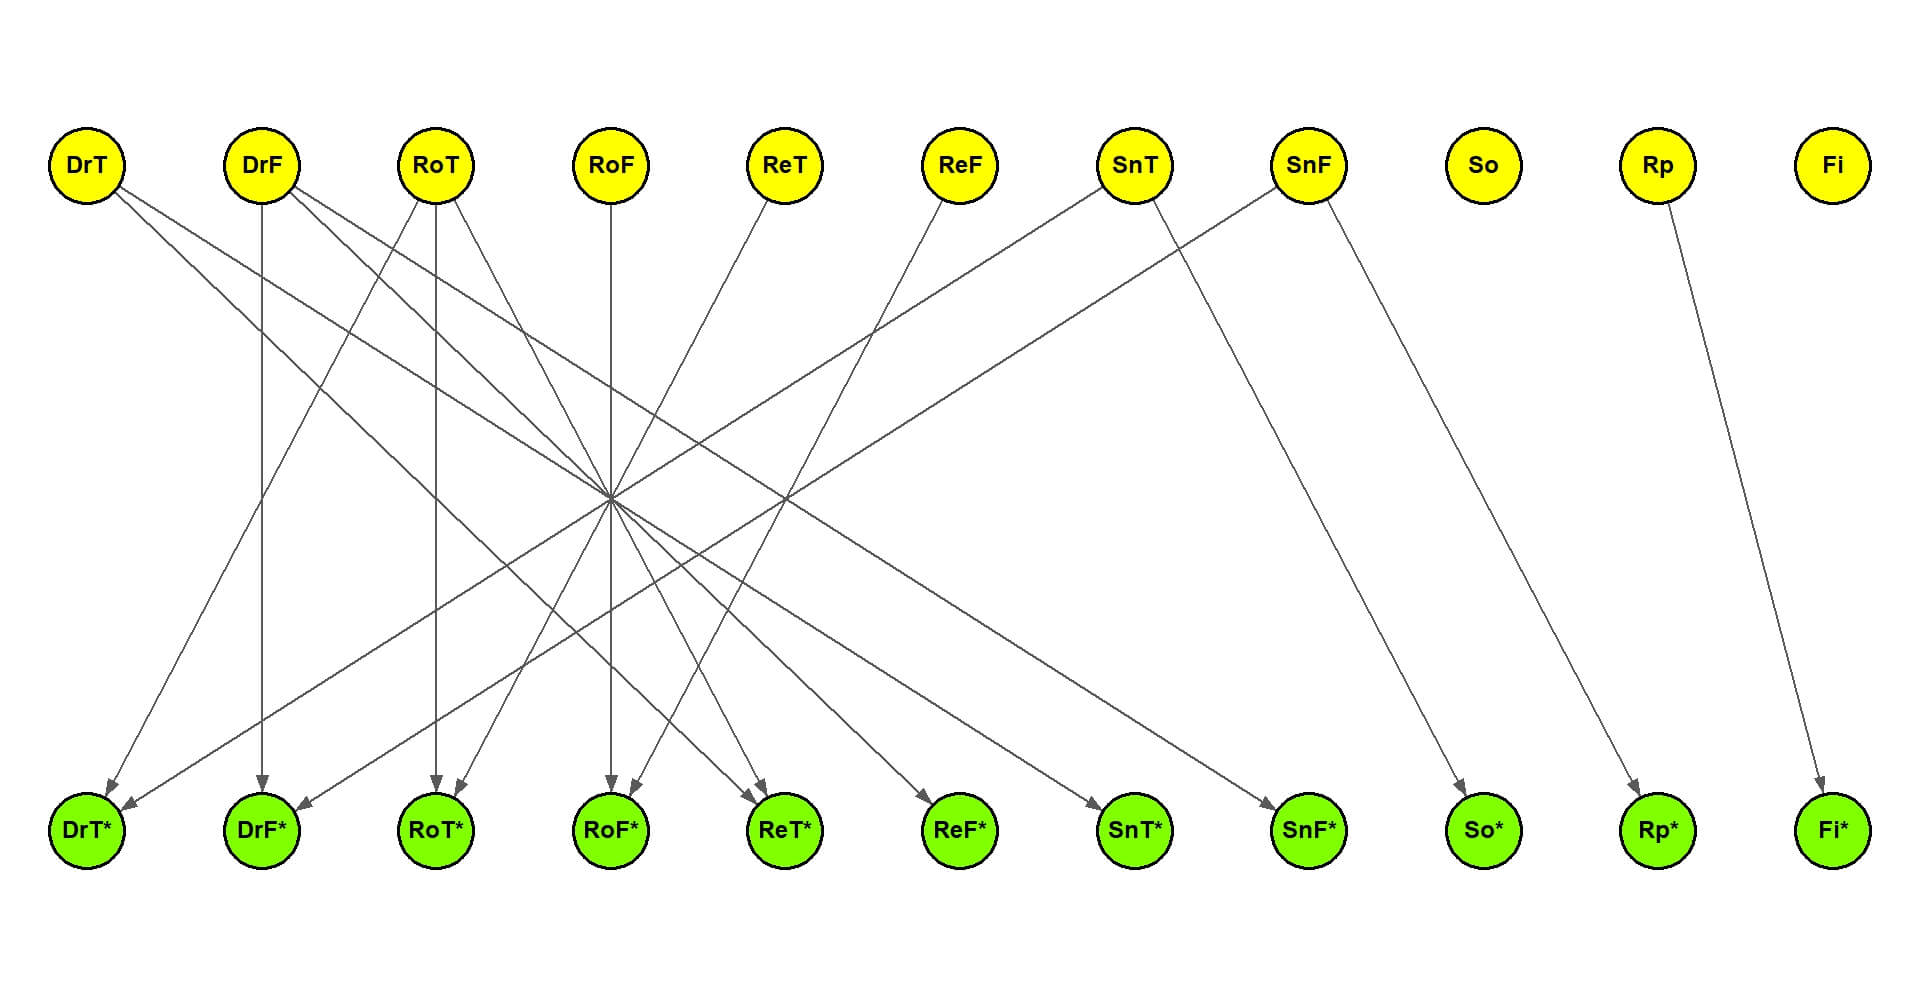 DrT DrF RoT RoF ReT ReF SnT SnF So Rp Fi
DrT* DrF* RoT* RoF* ReT* ReF* SnT* SnF* So* Rp* Fi*